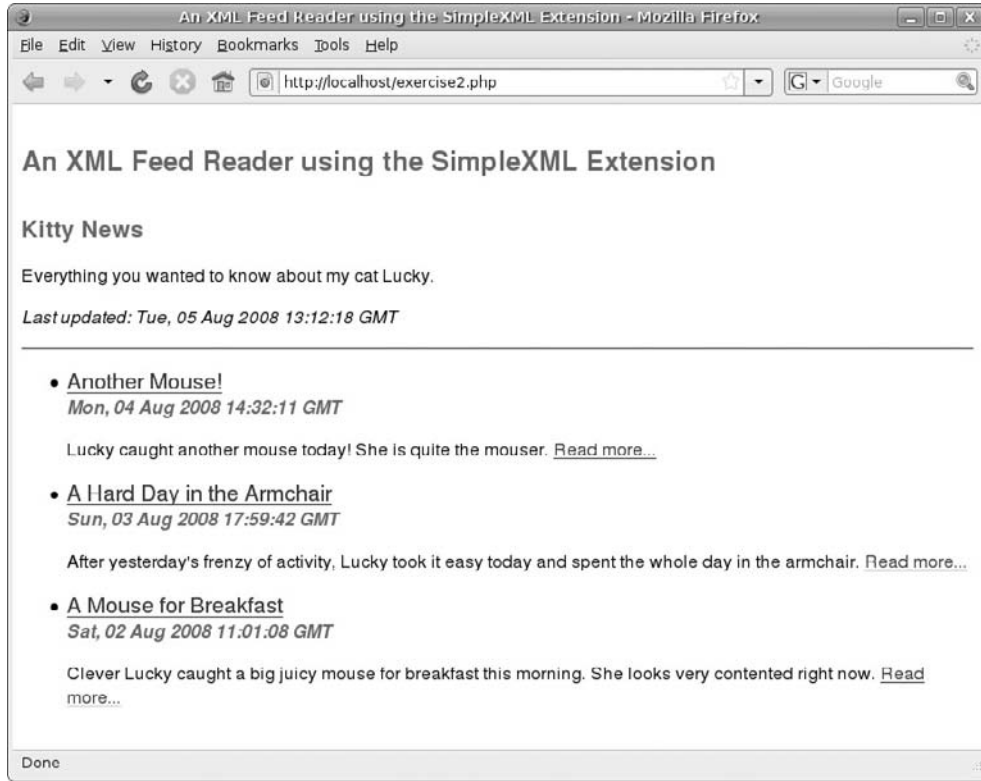 An XML Feed Reader using the SimpleXML Extension - Mozilla Firefox
File Edit View History Bookmarks Tools Help
http://localhost/exercise2.php
G Google
An XML Feed Reader using the SimpleXML Extension
Kitty News
Everything you wanted to know about my cat Lucky.
Last updated: Tue, 05 Aug 2008 13:12:18 GMT
• Another Mouse!
Mon, 04 Aug 2008 14:32:11 GMT
Lucky caught another mouse today! She is quite the mouser. Read more...
• A Hard Day in the Armchair
Sun, 03 Aug 2008 17:59:42 GMT
After yesterday's frenzy of activity, Lucky took it easy today and spent the whole day in the armchair. Read more...
• A Mouse for Breakfast
Sat, 02 Aug 2008 11:01:08 GMT
Clever Lucky caught a big juicy mouse for breakfast this morning. She looks very contented right now. Read
more...
Done